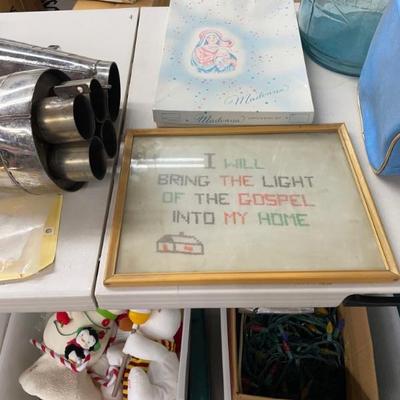 Madonna
Madonna
I WILL
BRING THE LIGHT
OF THE GOSPEL
INTO MY HOME